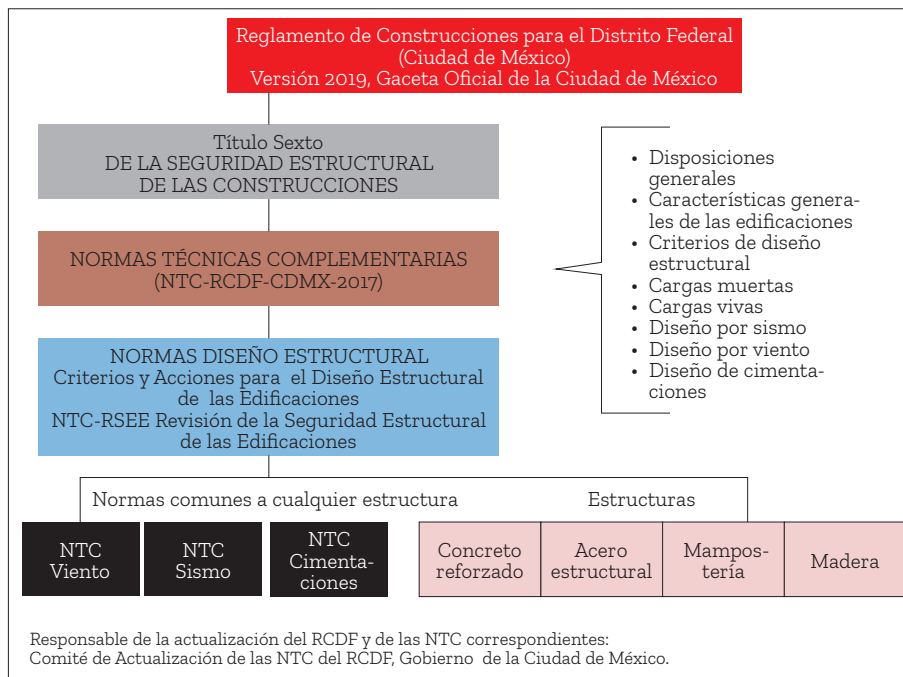 Reglamento de Construcciones para el Distrito Federal
(Ciudad de México)
Versión 2019, Gaceta Oficial de la Ciudad de México
Título Sexto
DE LA SEGURIDAD ESTRUCTURAL
DE LAS CONSTRUCCIONES
NORMAS TÉCNICAS COMPLEMENTARIAS
(NTC-RCDF-CDMX-2017)
NORMAS DISEÑO ESTRUCTURAL
Criterios y Acciones para el Diseño Estructural
de las Edificaciones
NTC-RSEE Revisión de la Seguridad Estructural
de las Edificaciones
• Disposiciones
generales
• Características genera-
les de las edificaciones
• Criterios de diseño
estructural
• Cargas muertas
• Cargas vivas
• Diseño por sismo
• Diseño por viento
• Diseño de cimenta-
ciones
Normas comunes a cualquier estructura
Estructuras
NTC
Viento
NTC
Sismo
NTC
Cimenta-
ciones
Concreto
reforzado
Acero
estructural
Mampos-
tería
Madera
Responsable de la actualización del RCDF y de las NTC correspondientes:
Comité de Actualización de las NTC del RCDF, Gobierno de la Ciudad de México.